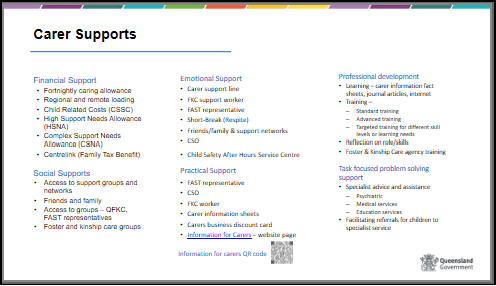 Carer Supports
Financial Support
• Fortnightly caring allowance
• Regional and remote loading
• Child Related Costs (CSSC)
• High Support Needs Allowance
(HSNA)
• Complex Support Needs
Allowance (CSNA)
• Centrelink (Family Tax Benefit)
Social Supports
• Access to support groups and
networks
• Friends and family
• Access to groups – QFKC,
FAST representatives
• Foster and kinship care groups
Emotional Support
• Carer support line
• FKC support worker
• FAST representative
• Short-Break (Respite)
• Friends/family & support networks
• CSO
• Child Safety After Hours Service Centre
Practical Support
• FAST representative
• CSO
• FKC worker
• Carer information sheets
• Carers business discount card
• Information for Carers – website page
Information for carers QR code
Professional development
• Learning – carer information fact
sheets, journal articles, internet
• Training –
– Standard training
– Advanced training
– Targeted training for different skill
levels or learning needs
• Reflection on role/skills
• Foster & Kinship Care agency training
Task focused problem solving
support
• Specialist advice and assistance
– Psychiatric
– Medical services
– Education services
• Facilitating referrals for children to
specialist service
Queensland
Government